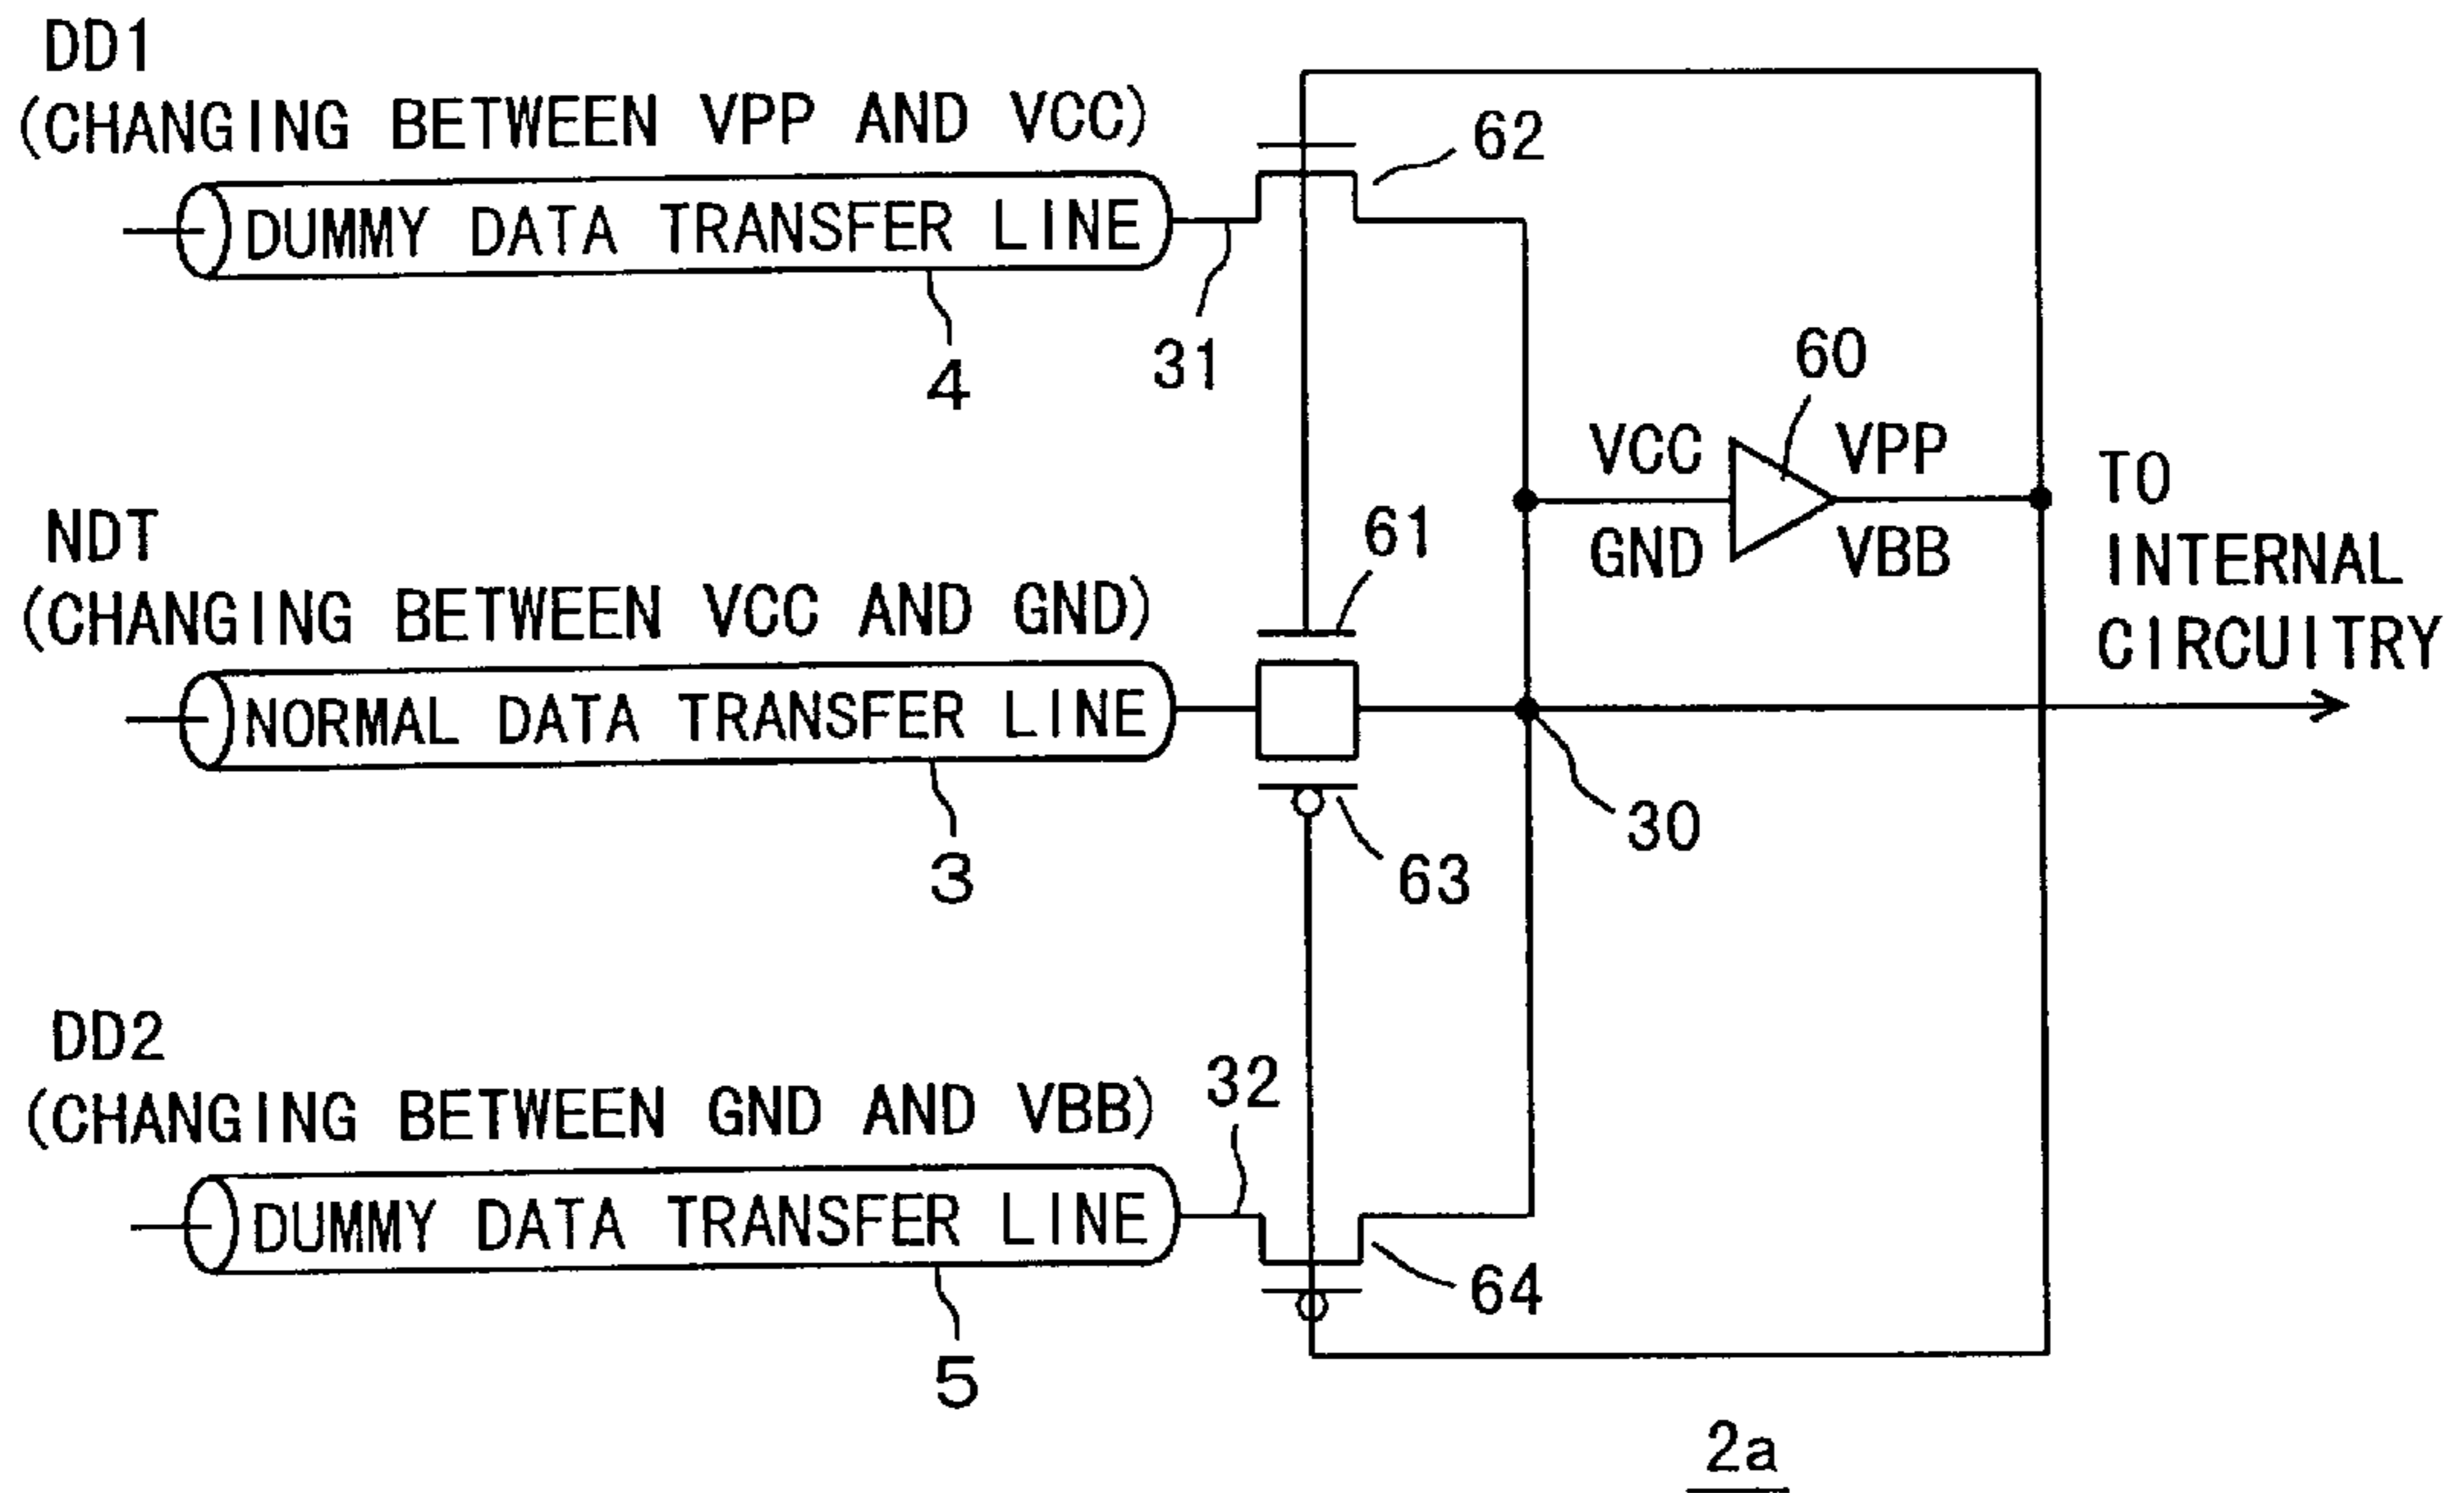 DD1
(CHANGING BETWEEN VPP AND VCC)
62
DUMMY DATA TRANSFER LINE
31
4
60
VCC
VPP
GND
VBB
TO
INTERNAL
CIRCUITRY
61
NDT
(CHANGING BETWEEN VCC AND GND)
NORMAL DATA TRANSFER LINE
30
63
3
DD2
(CHANGING BETWEEN GND AND VBB)
32
DUMMY DATA TRANSFER LINE
64
5
2a